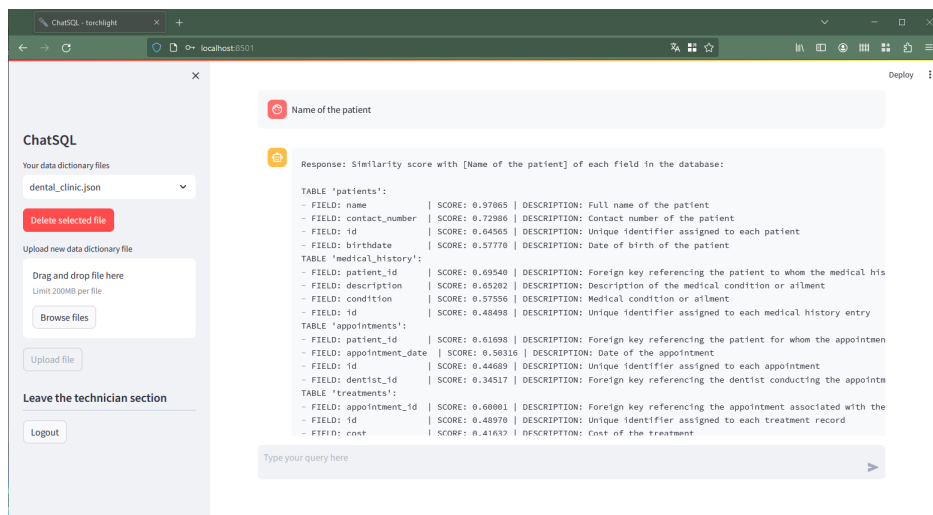 ChatSQL - torchlight
localhost:8501
Deploy
ChatSQL
Your data dictionary files
dental_clinic.json
Delete selected file
Upload new data dictionary file
Drag and drop file here
Limit 200MB per file
Browse files
Upload file
Leave the technician section
Logout
Name of the patient
Response: Similarity score with [Name of the patient] of each field in the database:
TABLE 'patients':
- FIELD: name | SCORE: 0.97065 | DESCRIPTION: Full name of the patient
- FIELD: contact_number | SCORE: 0.72986 | DESCRIPTION: Contact number of the patient
- FIELD: id | SCORE: 0.64565 | DESCRIPTION: Unique identifier assigned to each patient
- FIELD: birthdate | SCORE: 0.57770 | DESCRIPTION: Date of birth of the patient
TABLE 'medical_history':
- FIELD: patient_id | SCORE: 0.69540 | DESCRIPTION: Foreign key referencing the patient to whom the medical his
- FIELD: description | SCORE: 0.65202 | DESCRIPTION: Description of the medical condition or ailment
- FIELD: condition | SCORE: 0.57556 | DESCRIPTION: Medical condition or ailment
- FIELD: id | SCORE: 0.48498 | DESCRIPTION: Unique identifier assigned to each medical history entry
TABLE 'appointments':
- FIELD: patient_id | SCORE: 0.61698 | DESCRIPTION: Foreign key referencing the patient for whom the appointmen
- FIELD: appointment_date | SCORE: 0.50316 | DESCRIPTION: Date of the appointment
- FIELD: id | SCORE: 0.44689 | DESCRIPTION: Unique identifier assigned to each appointment
- FIELD: dentist_id | SCORE: 0.34517 | DESCRIPTION: Foreign key referencing the dentist conducting the appointm
TABLE 'treatments':
- FIELD: appointment_id | SCORE: 0.60001 | DESCRIPTION: Foreign key referencing the appointment associated with the
- FIELD: id | SCORE: 0.48970 | DESCRIPTION: Unique identifier assigned to each treatment record
- FIELD: cost | SCORE: 0.41632 | DESCRIPTION: Cost of the treatment
Type your query here